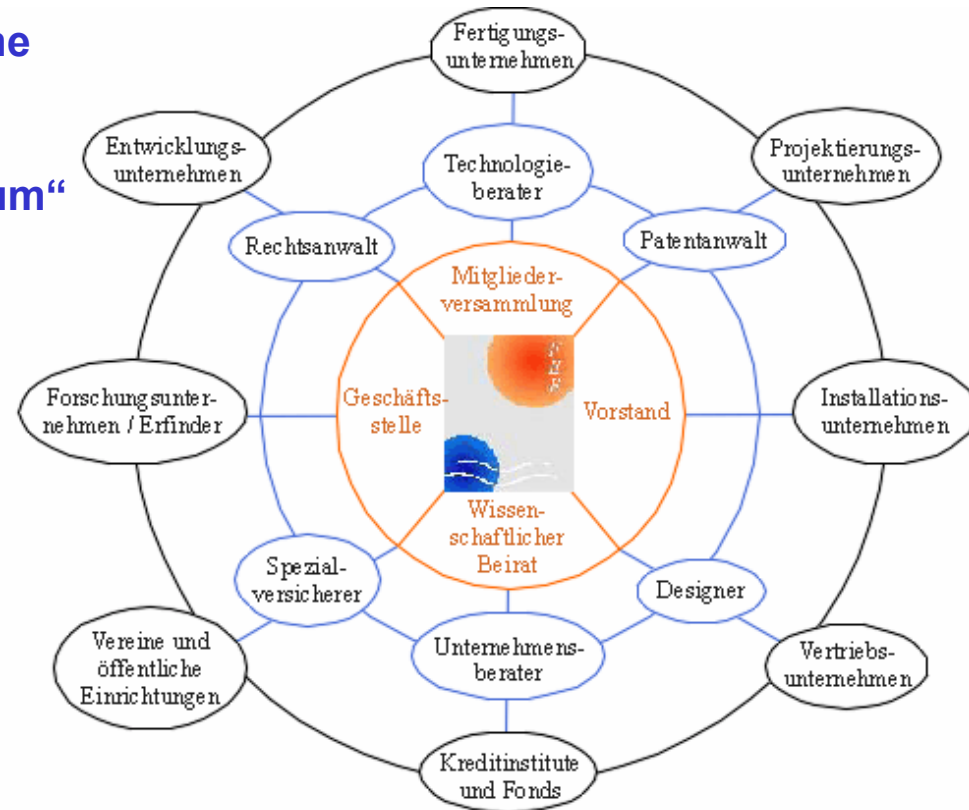 ne
um“
Fertigungs-
unternehmen
Entwicklungs-
unternehmen
Projektierungs-
unternehmen
Technologie-
berater
Rechtsanwalt
Patentanwalt
Mitglieder-
versammlung
Forschungsunter-
nehmen / Erfinder
Geschäfts-
stelle
Vorstand
Installations-
unternehmen
Wissen-
schaftlicher
Beirat
Spezial-
versicherer
Designer
Vereine und
öffentliche
Einrichtungen
Unternehmens-
berater
Vertriebs-
unternehmen
Kreditinstitute
und Fonds